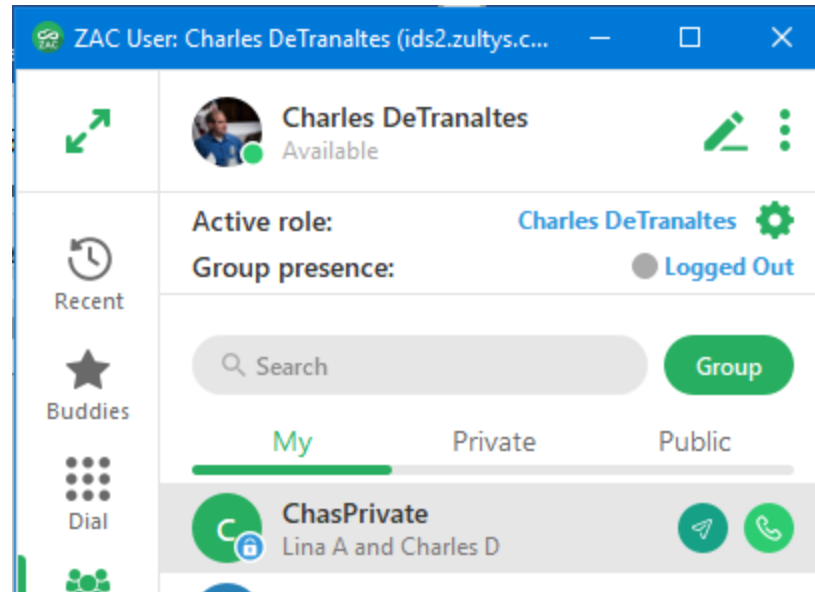 ZAC User: Charles DeTranaltes (ids2.zultys.c...
Charles DeTranaltes
Available
Active role: Charles DeTranaltes
Group presence: Logged Out
Recent
Search Group
Buddies
My Private Public
Dial
C ChasPrivate
Lina A and Charles D